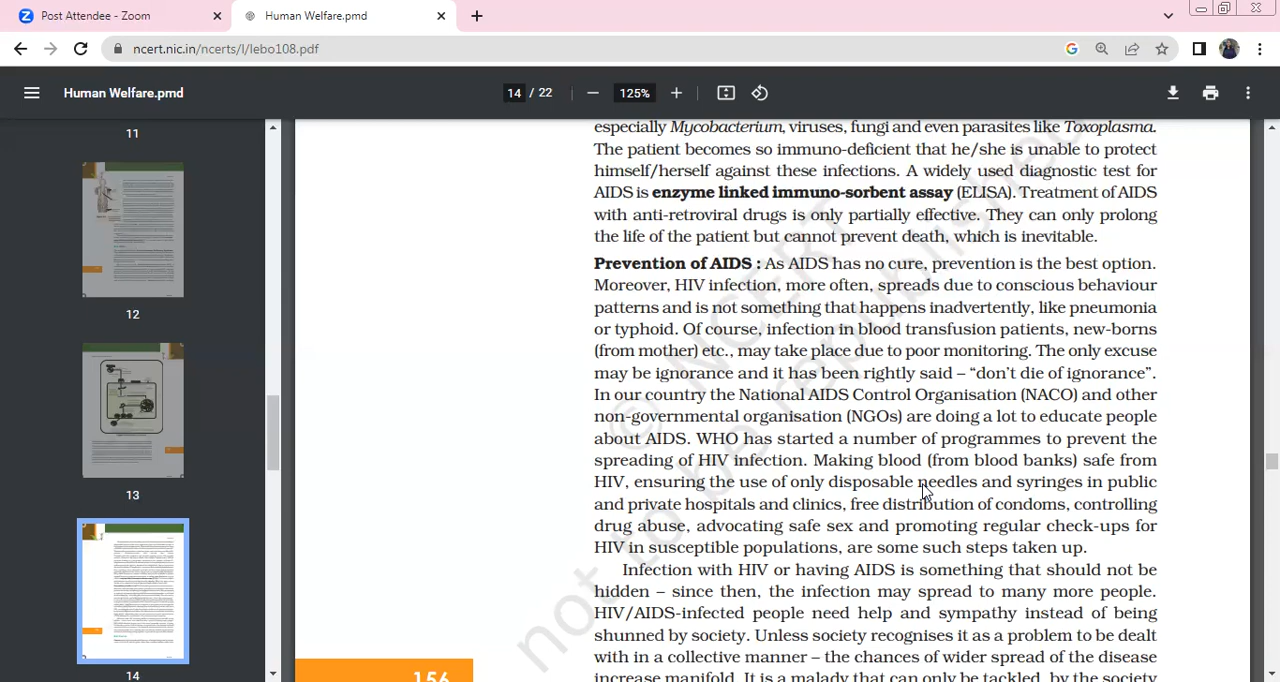 Post Attendee - Zoom
Human Welfare.pmd
ncert.nic.in/ncerts/l/lebo108.pdf
Human Welfare.pmd
14 / 22
125%
11
12
13
14
especially Mycobacterium, viruses, fungi and even parasites like Toxoplasma.
The patient becomes so immuno-deficient that he/she is unable to protect
himself/herself against these infections. A widely used diagnostic test for
AIDS is enzyme linked immuno-sorbent assay (ELISA). Treatment of AIDS
with anti-retroviral drugs is only partially effective. They can only prolong
the life of the patient but cannot prevent death, which is inevitable.
Prevention of AIDS : As AIDS has no cure, prevention is the best option.
Moreover, HIV infection, more often, spreads due to conscious behaviour
patterns and is not something that happens inadvertently, like pneumonia
or typhoid. Of course, infection in blood transfusion patients, new-borns
(from mother) etc., may take place due to poor monitoring. The only excuse
may be ignorance and it has been rightly said – “don’t die of ignorance”.
In our country the National AIDS Control Organisation (NACO) and other
non-governmental organisation (NGOs) are doing a lot to educate people
about AIDS. WHO has started a number of programmes to prevent the
spreading of HIV infection. Making blood (from blood banks) safe from
HIV, ensuring the use of only disposable needles and syringes in public
and private hospitals and clinics, free distribution of condoms, controlling
drug abuse, advocating safe sex and promoting regular check-ups for
HIV in susceptible populations, are some such steps taken up.
Infection with HIV or having AIDS is something that should not be
hidden – since then, the infection may spread to many more people.
HIV/AIDS-infected people need help and sympathy instead of being
shunned by society. Unless society recognises it as a problem to be dealt
with in a collective manner – the chances of wider spread of the disease
increase manifold. It is a malady that can only be tackled, by the society
156